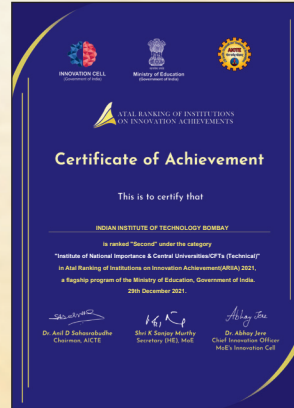 INNOVATION CELL
(Government of India)
Ministry of Education
(Government of India)
AICTE
ATAL RANKING OF INSTITUTIONS
ON INNOVATION ACHIEVEMENTS
Certificate of Achievement
This is to certify that
INDIAN INSTITUTE OF TECHNOLOGY BOMBAY
is ranked "Second" under the category
"Institute of National Importance & Central Universities/CFTs (Technical)"
in Atal Ranking of Institutions on Innovation Achievement(ARIIA) 2021,
a flagship program of the Ministry of Education, Government of India.
29th December 2021.
Abhay Jere
Dr. Anil D Sahasrabudhe
Chairman, AICTE
Shri K Sanjay Murthy
Secretary (HE), MoE
Dr. Abhay Jere
Chief Innovation Officer
MoE's Innovation Cell